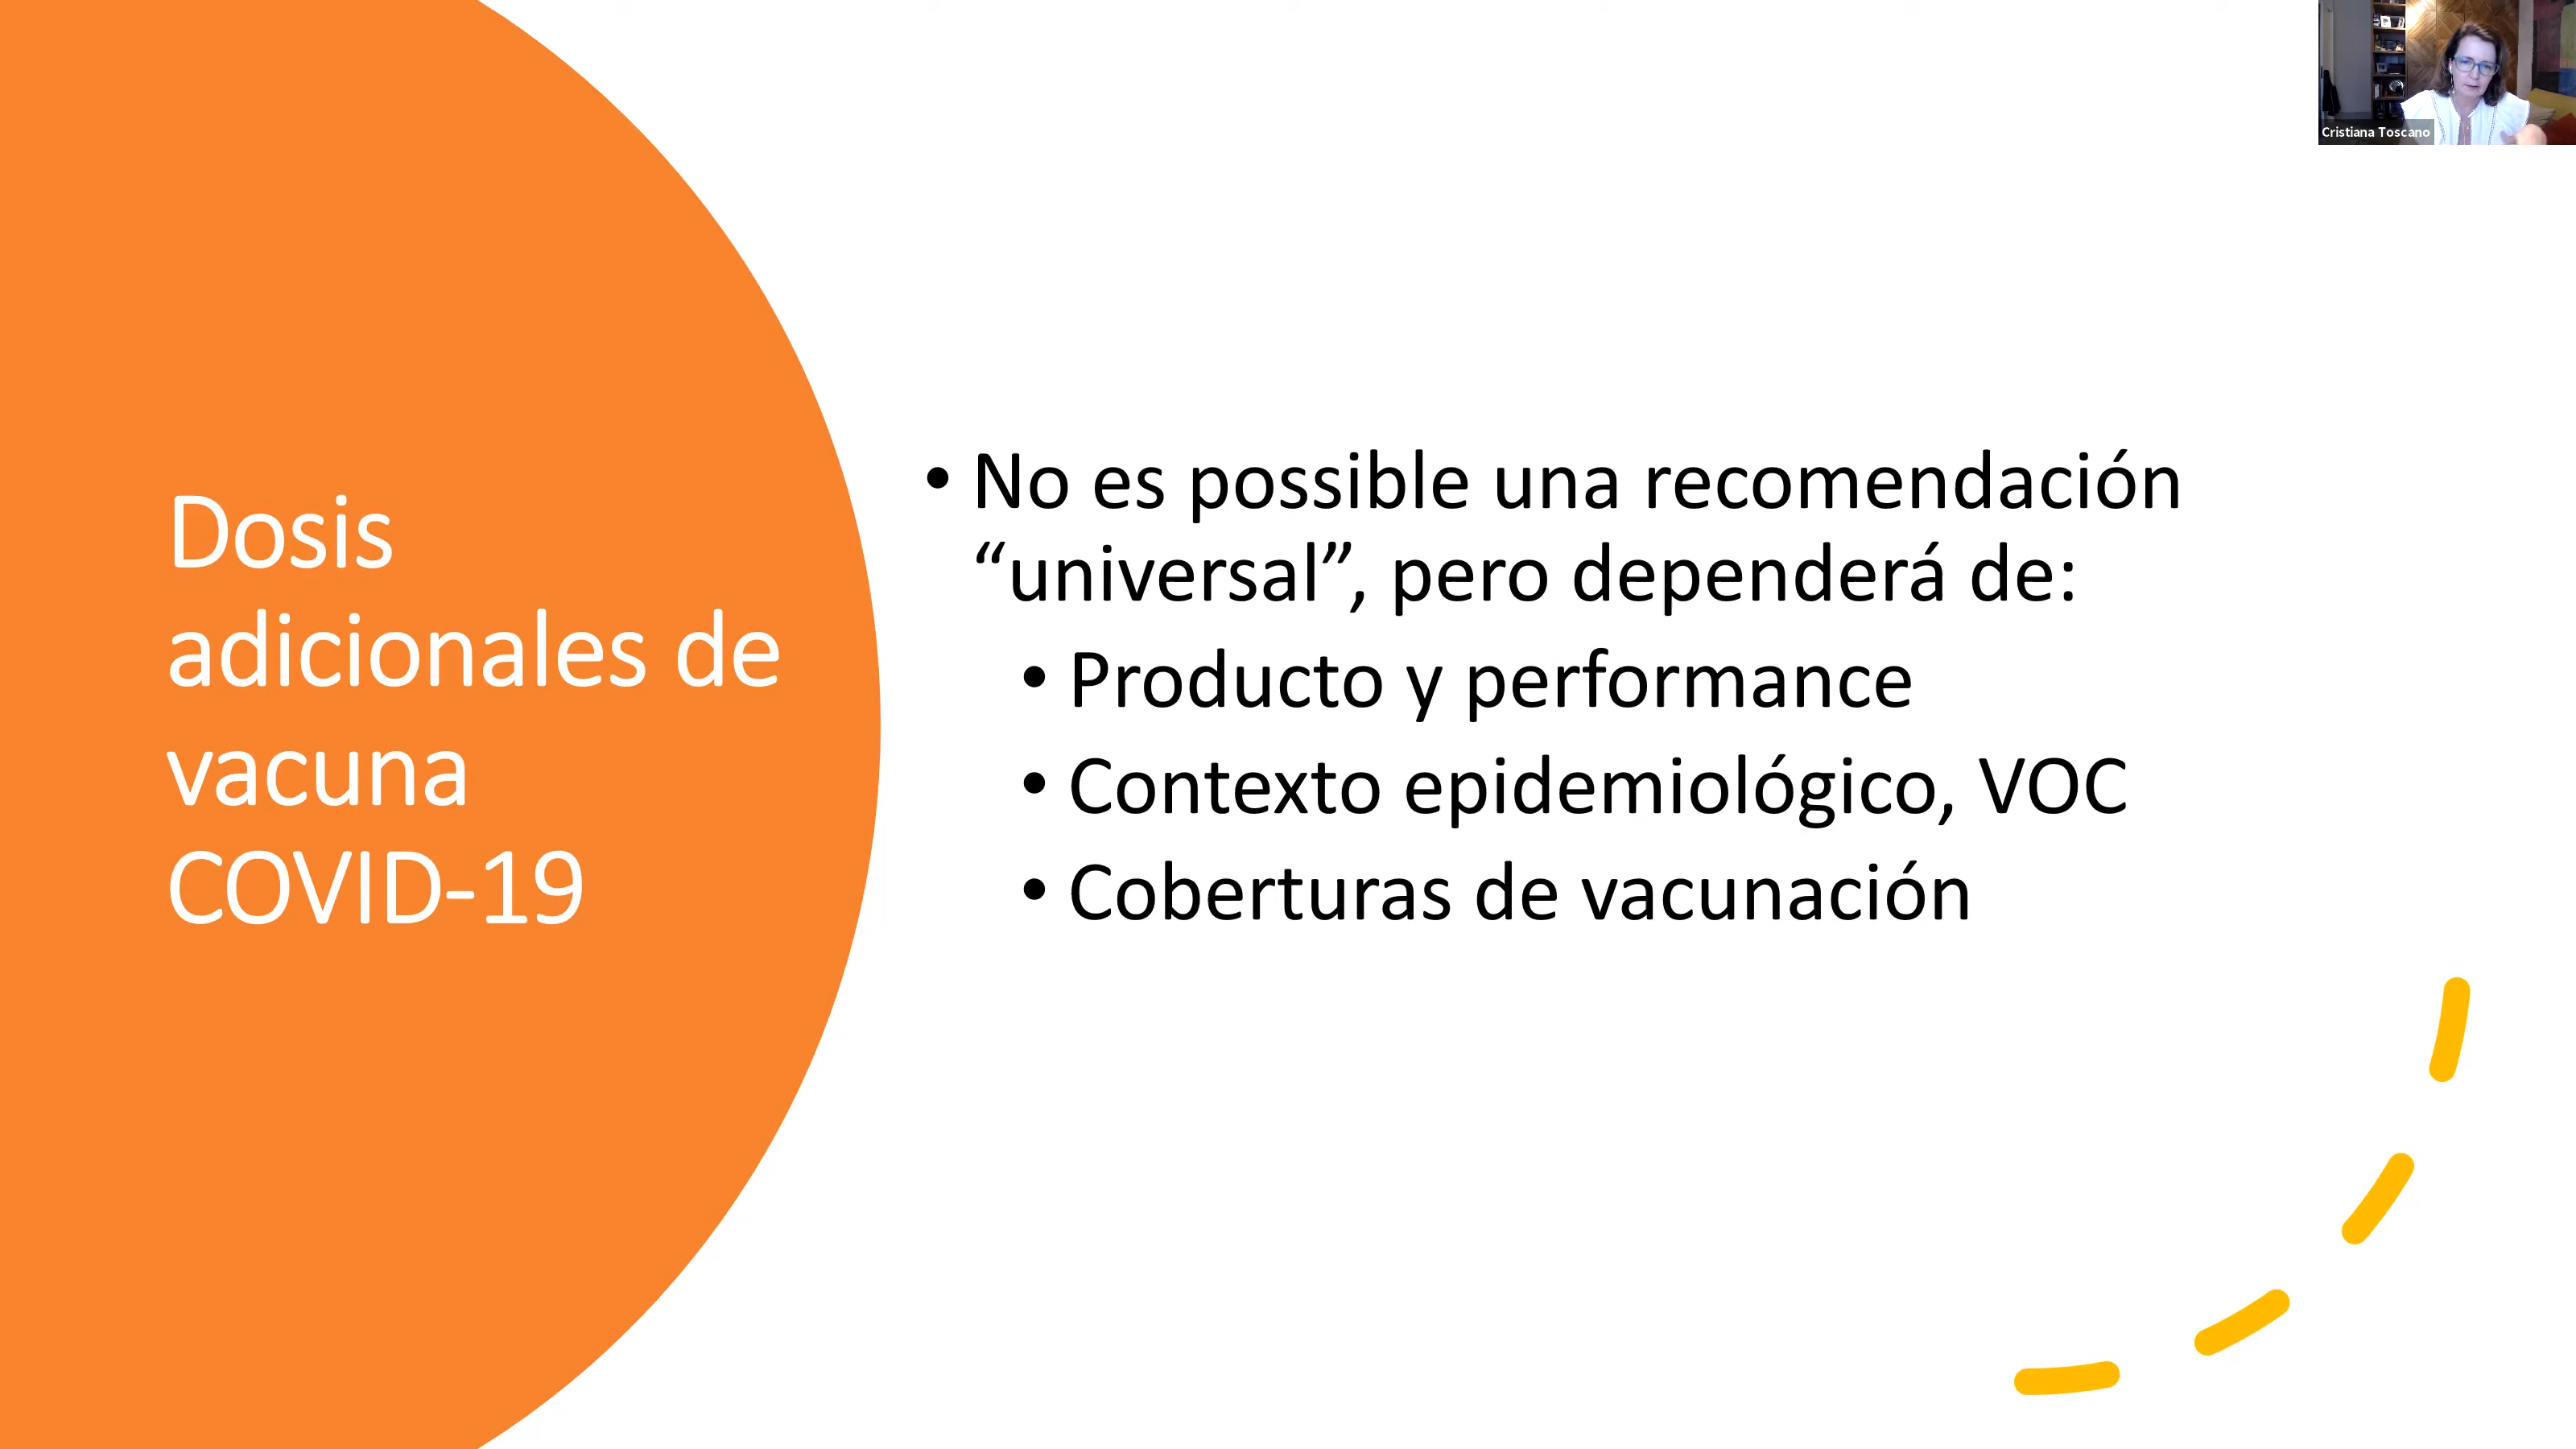 Dosis
adicionales de
vacuna
COVID-19
• No es possible una recomendación
“universal”, pero dependerá de:
• Producto y performance
• Contexto epidemiológico, VOC
• Coberturas de vacunación
Cristiana Toscano